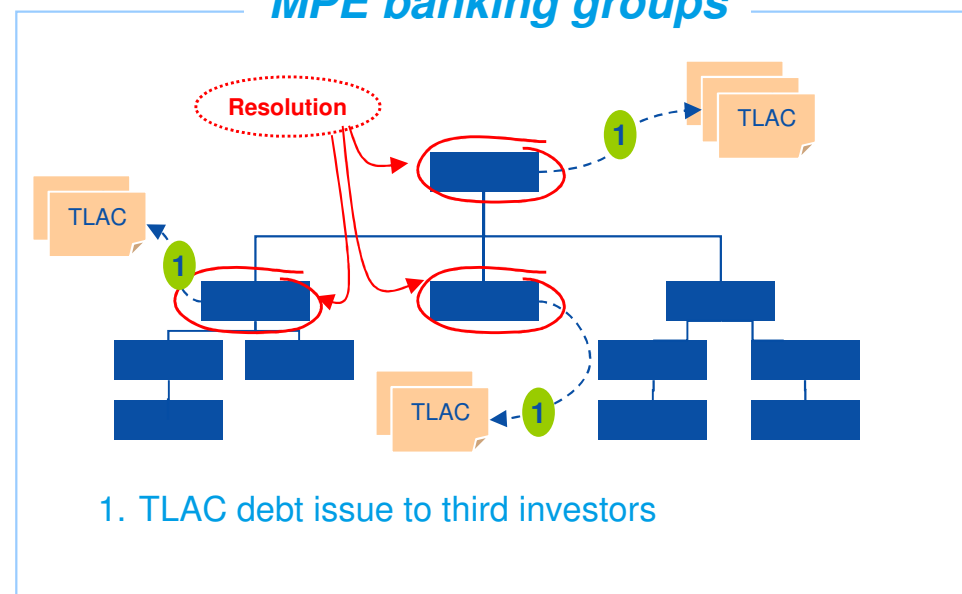 MPE banking groups
Resolution
TLAC
1
TLAC
1
TLAC
1
1. TLAC debt issue to third investors